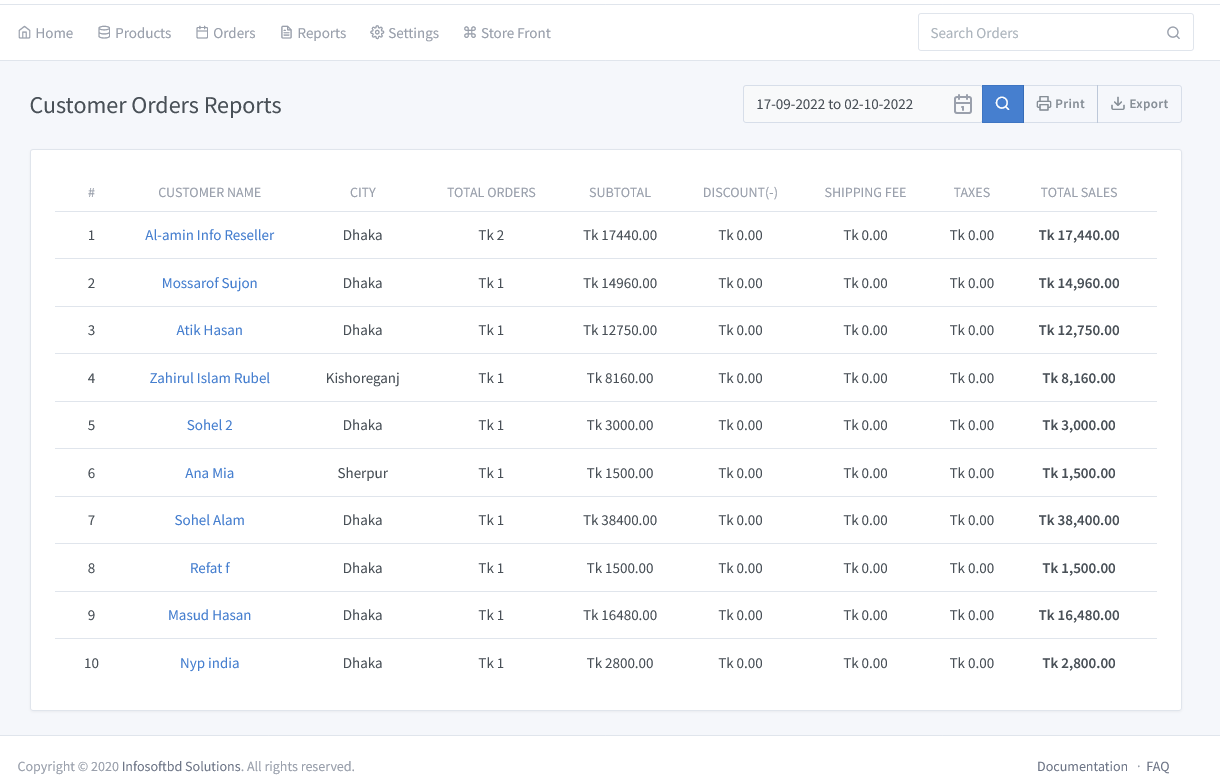 Home Products Orders Reports Settings Store Front Search Orders
Customer Orders Reports 17-09-2022 to 02-10-2022 Print Export
# CUSTOMER NAME CITY TOTAL ORDERS SUBTOTAL DISCOUNT(-) SHIPPING FEE TAXES TOTAL SALES
1 Al-amin Info Reseller Dhaka Tk 2 Tk 17440.00 Tk 0.00 Tk 0.00 Tk 0.00 Tk 17,440.00
2 Mossarof Sujon Dhaka Tk 1 Tk 14960.00 Tk 0.00 Tk 0.00 Tk 0.00 Tk 14,960.00
3 Atik Hasan Dhaka Tk 1 Tk 12750.00 Tk 0.00 Tk 0.00 Tk 0.00 Tk 12,750.00
4 Zahirul Islam Rubel Kishoreganj Tk 1 Tk 8160.00 Tk 0.00 Tk 0.00 Tk 0.00 Tk 8,160.00
5 Sohel 2 Dhaka Tk 1 Tk 3000.00 Tk 0.00 Tk 0.00 Tk 0.00 Tk 3,000.00
6 Ana Mia Sherpur Tk 1 Tk 1500.00 Tk 0.00 Tk 0.00 Tk 0.00 Tk 1,500.00
7 Sohel Alam Dhaka Tk 1 Tk 38400.00 Tk 0.00 Tk 0.00 Tk 0.00 Tk 38,400.00
8 Refat f Dhaka Tk 1 Tk 1500.00 Tk 0.00 Tk 0.00 Tk 0.00 Tk 1,500.00
9 Masud Hasan Dhaka Tk 1 Tk 16480.00 Tk 0.00 Tk 0.00 Tk 0.00 Tk 16,480.00
10 Nyp india Dhaka Tk 1 Tk 2800.00 Tk 0.00 Tk 0.00 Tk 0.00 Tk 2,800.00
Copyright © 2020 Infosoftbd Solutions. All rights reserved. Documentation · FAQ